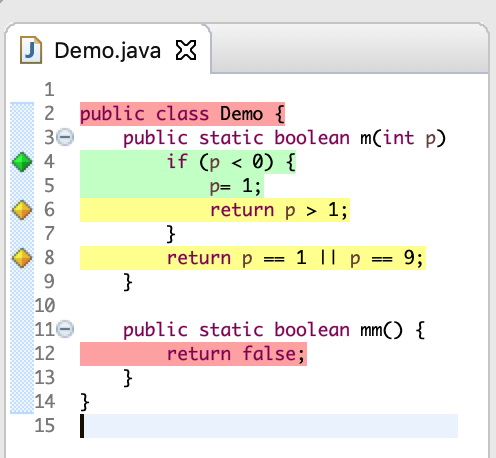 Demo.java
1
2 public class Demo {
3 public static boolean m(int p)
4 if (p < 0) {
5 p= 1;
6 return p > 1;
7 }
8 return p == 1 || p == 9;
9 }
10
11 public static boolean mm() {
12 return false;
13 }
14 }
15